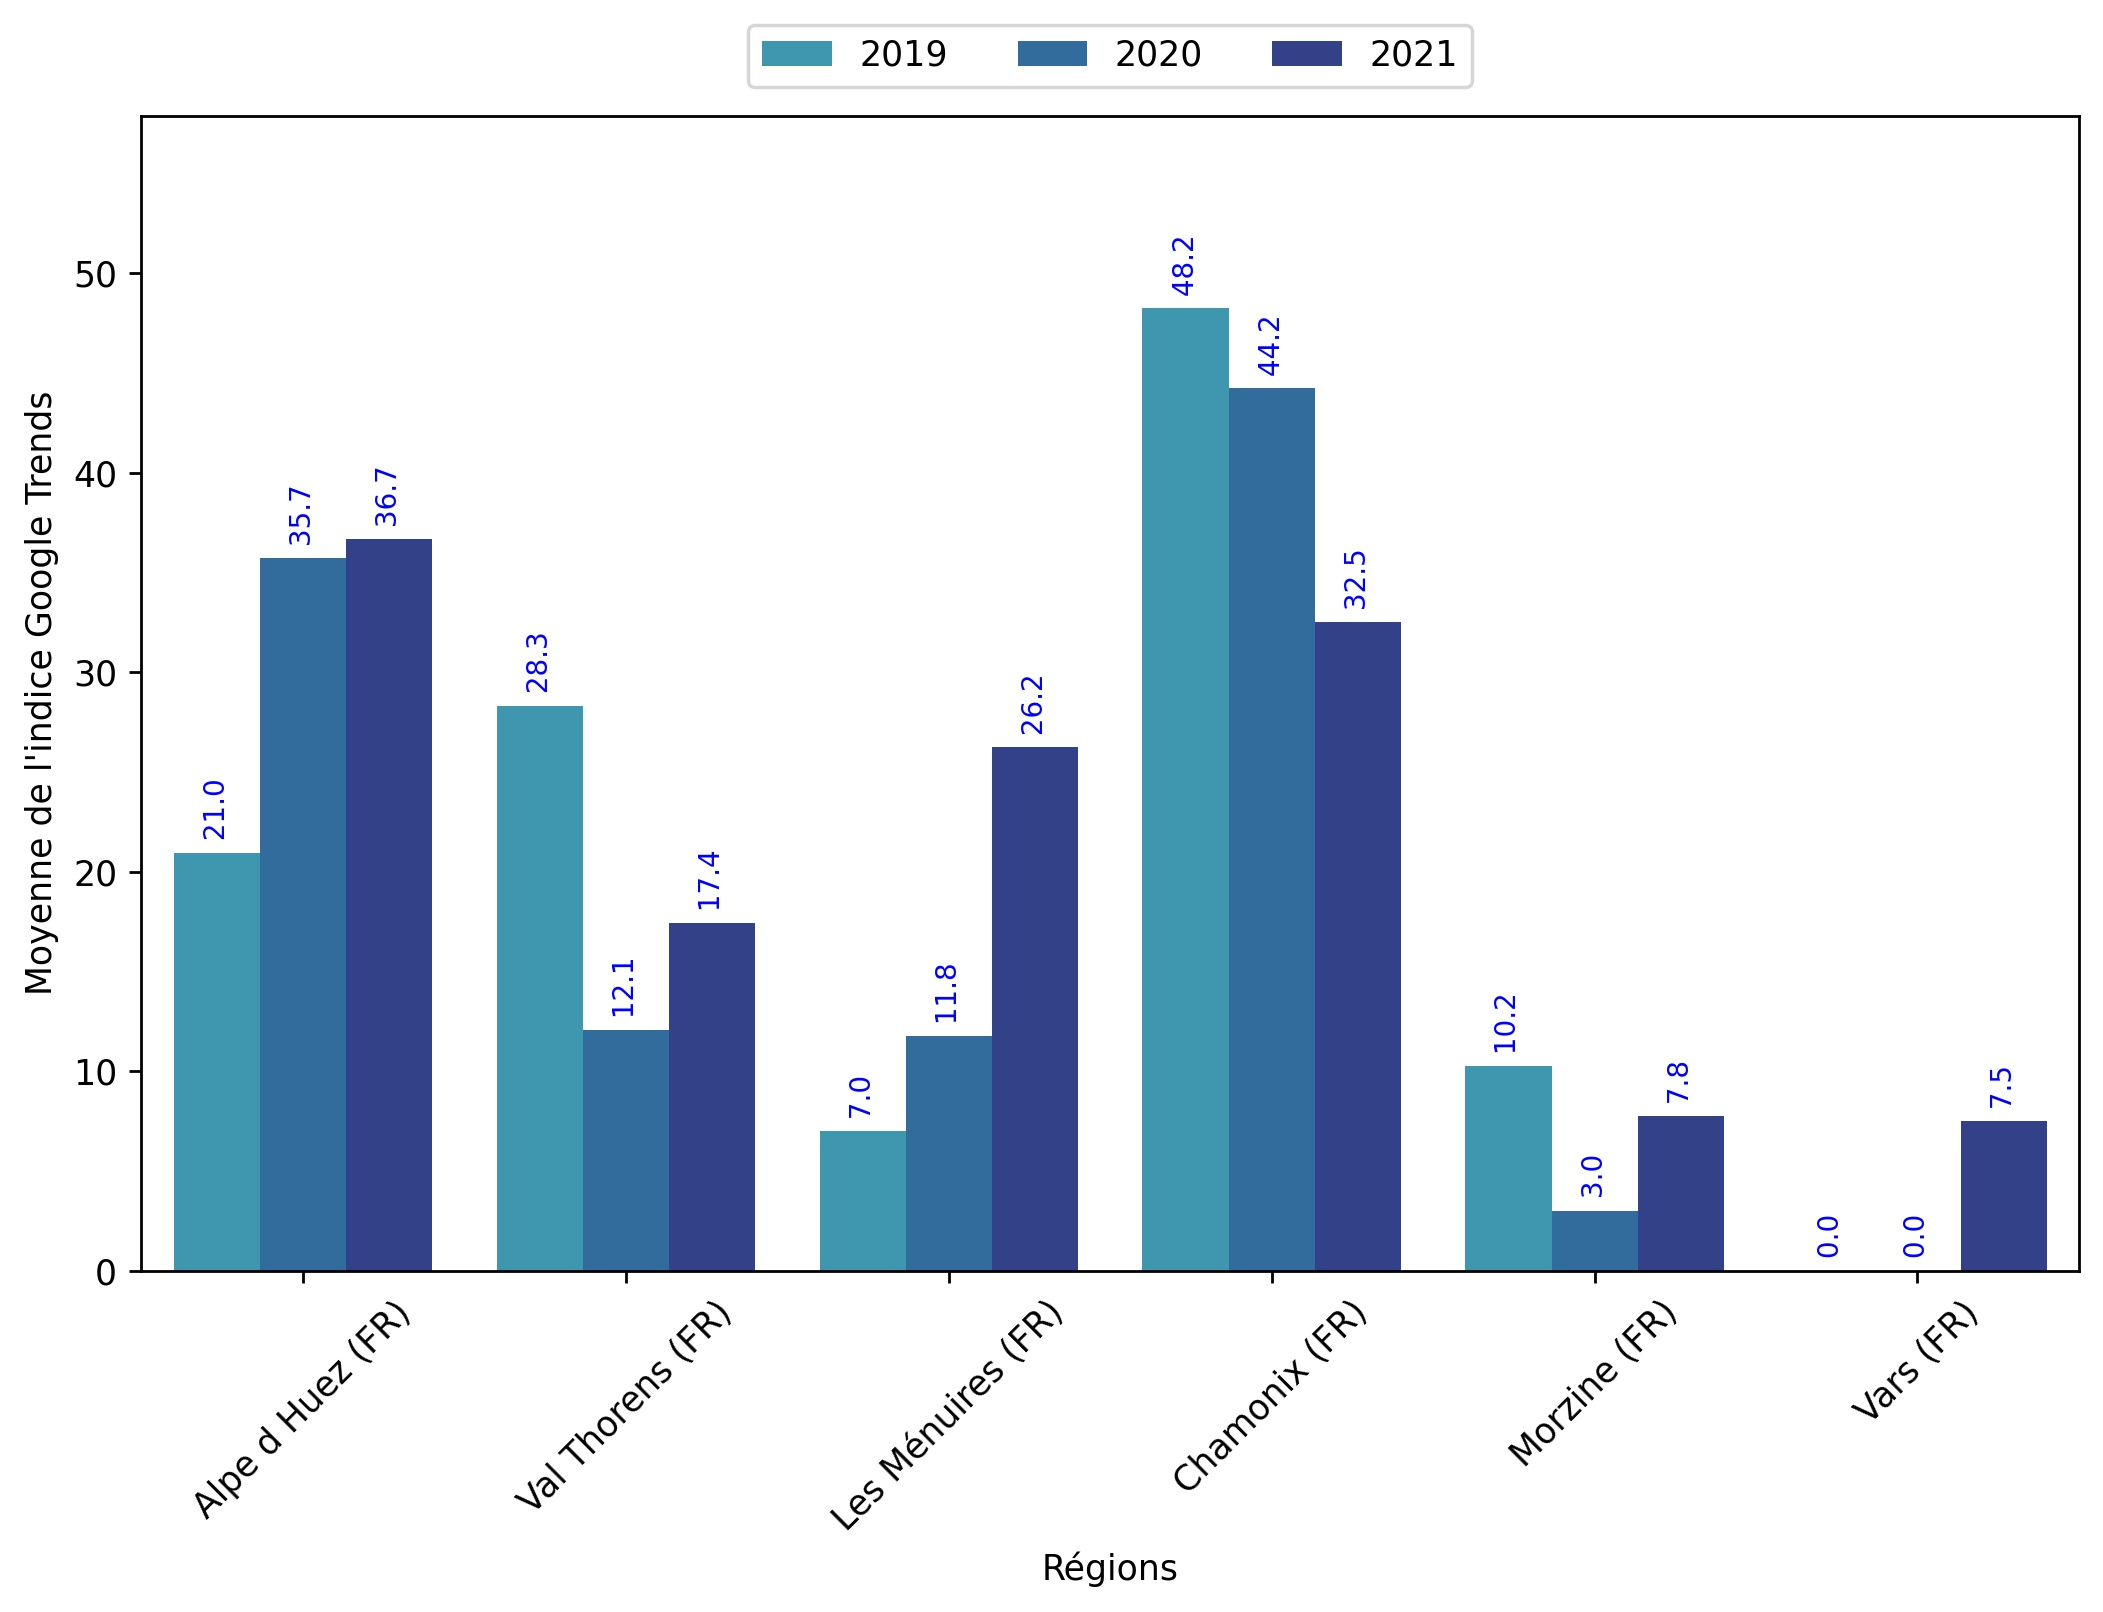 2019 2020 2021
Moyenne de l'indice Google Trends
50
40
30
20
10
0
21.0
35.7
36.7
28.3
12.1
17.4
7.0
11.8
26.2
48.2
44.2
32.5
10.2
3.0
7.8
0.0
0.0
7.5
Alpe d Huez (FR)
Val Thorens (FR)
Les Ménuires (FR)
Chamonix (FR)
Morzine (FR)
Vars (FR)
Régions